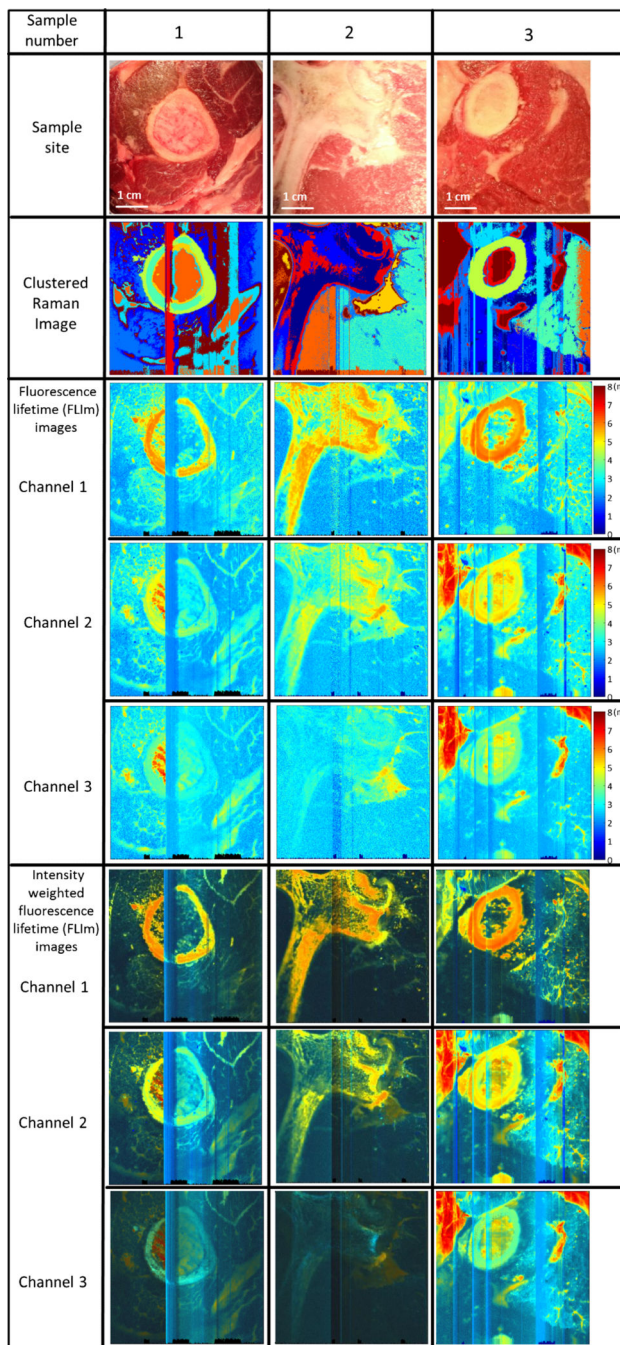 Sample
number
1
2
3
Sample
site
1 cm
1 cm
1 cm
Clustered
Raman
Image
Fluorescence
lifetime (FLIm)
images
Channel 1
8
7
6
5
4
3
2
1
0
Channel 2
8
7
6
5
4
3
2
1
0
Channel 3
8
7
6
5
4
3
2
1
0
Intensity
weighted
fluorescence
lifetime (FLIm)
images
Channel 1
Channel 2
Channel 3